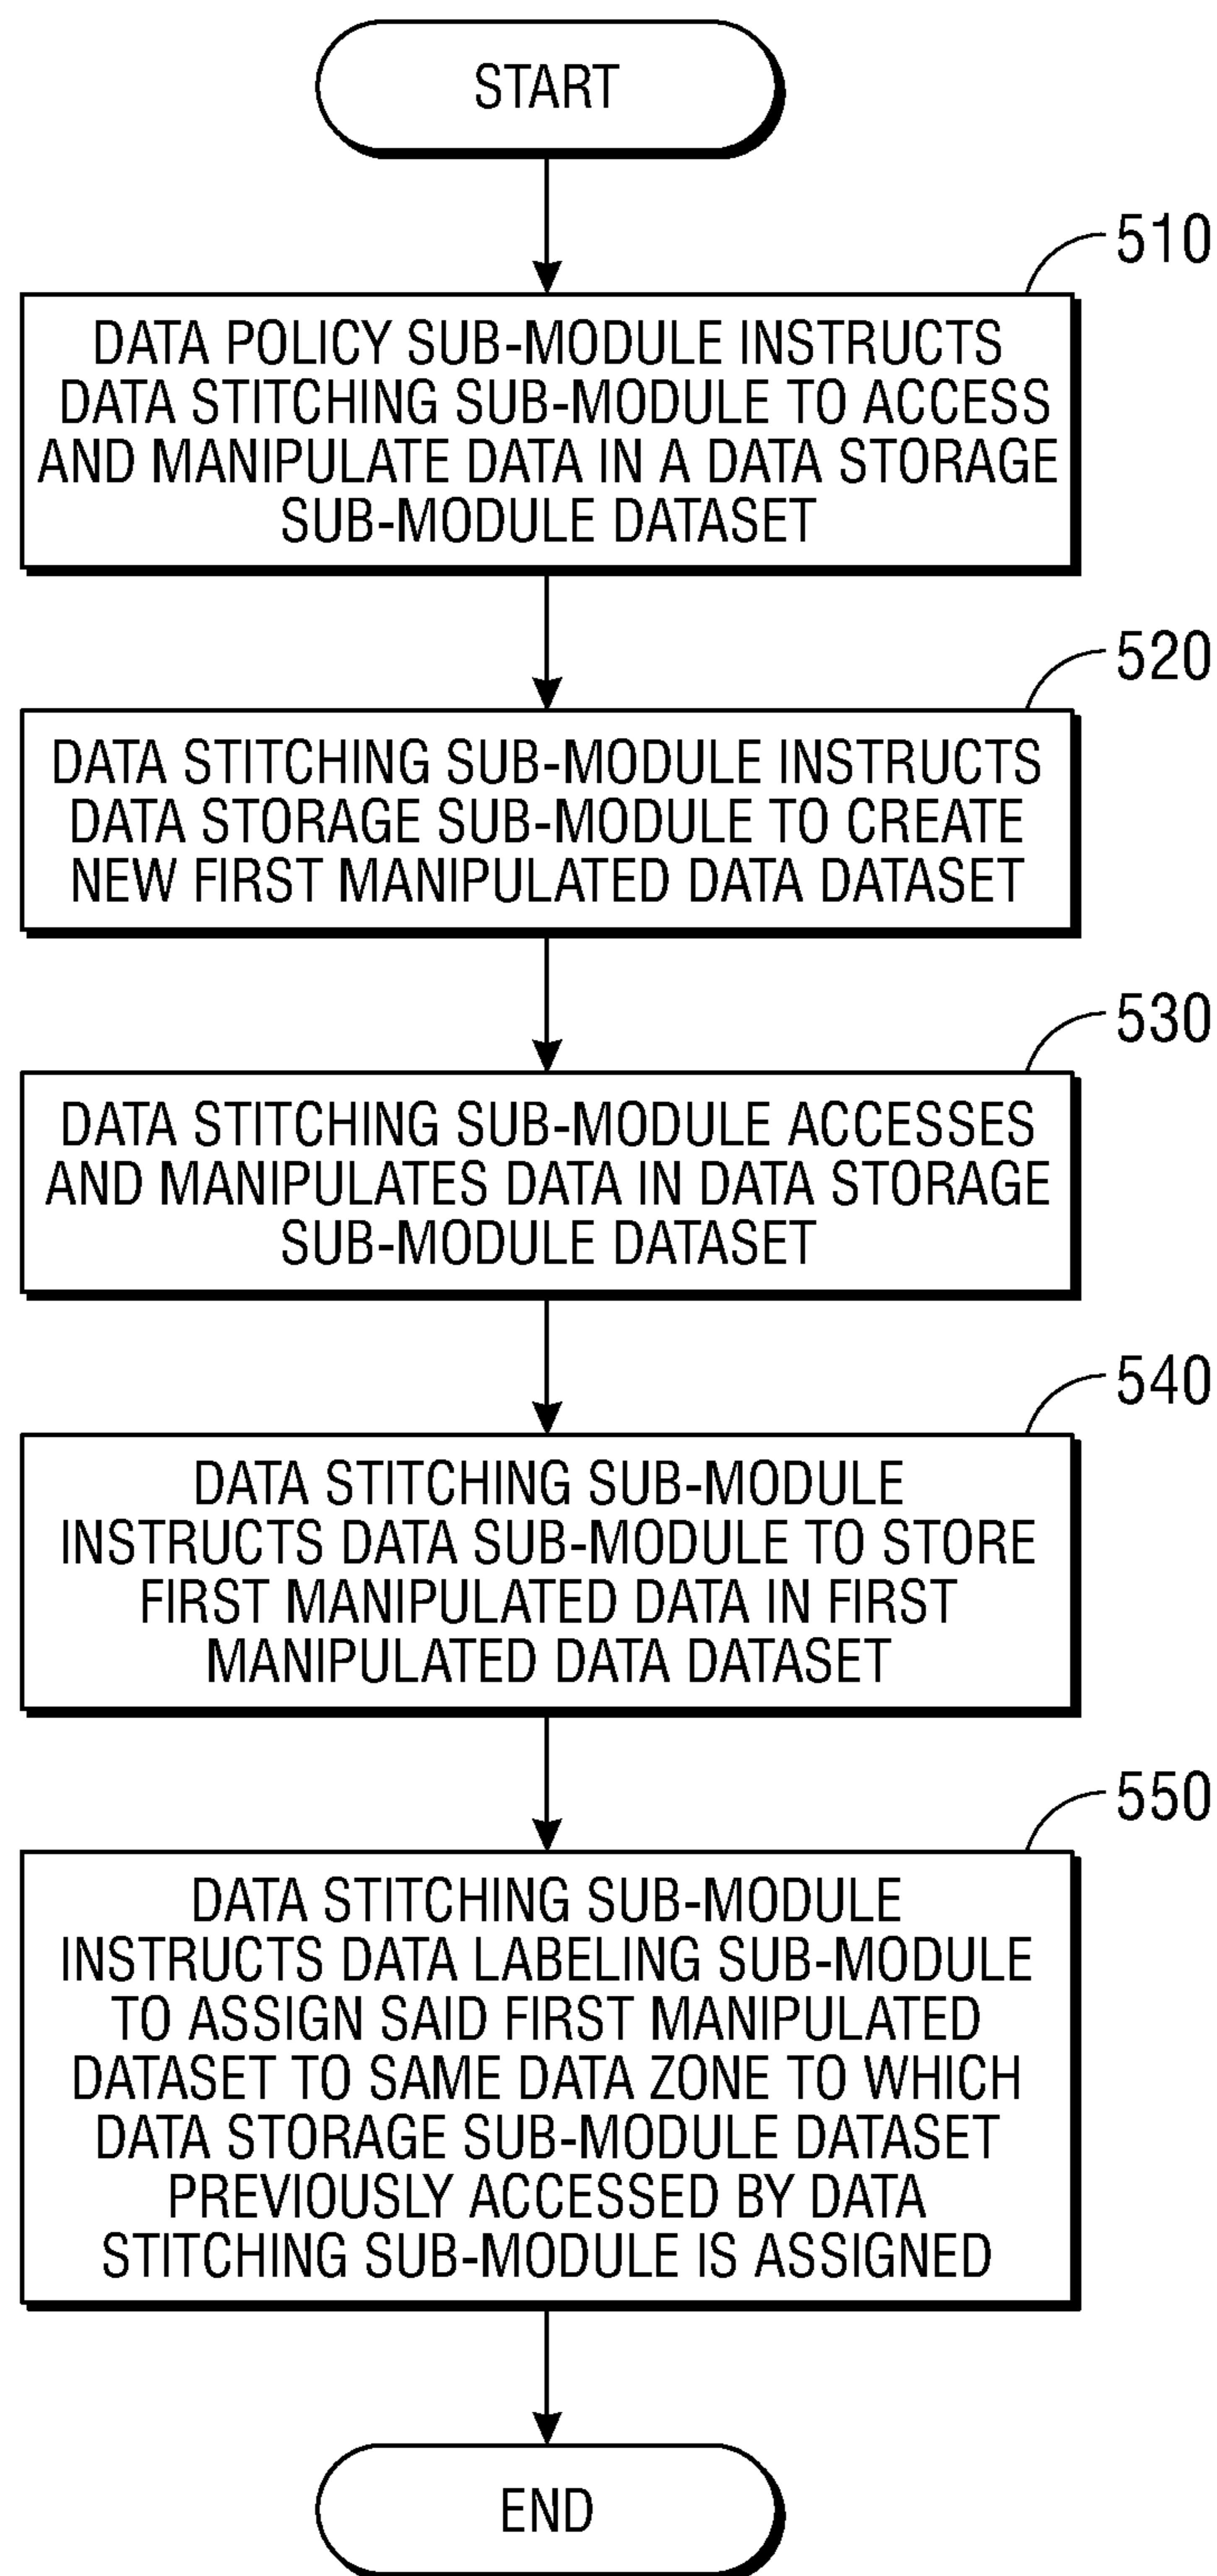 START
510
DATA POLICY SUB-MODULE INSTRUCTS
DATA STITCHING SUB-MODULE TO ACCESS
AND MANIPULATE DATA IN A DATA STORAGE
SUB-MODULE DATASET
520
DATA STITCHING SUB-MODULE INSTRUCTS
DATA STORAGE SUB-MODULE TO CREATE
NEW FIRST MANIPULATED DATA DATASET
530
DATA STITCHING SUB-MODULE ACCESSES
AND MANIPULATES DATA IN DATA STORAGE
SUB-MODULE DATASET
540
DATA STITCHING SUB-MODULE
INSTRUCTS DATA SUB-MODULE TO STORE
FIRST MANIPULATED DATA IN FIRST
MANIPULATED DATA DATASET
550
DATA STITCHING SUB-MODULE
INSTRUCTS DATA LABELING SUB-MODULE
TO ASSIGN SAID FIRST MANIPULATED
DATASET TO SAME DATA ZONE TO WHICH
DATA STORAGE SUB-MODULE DATASET
PREVIOUSLY ACCESSED BY DATA
STITCHING SUB-MODULE IS ASSIGNED
END